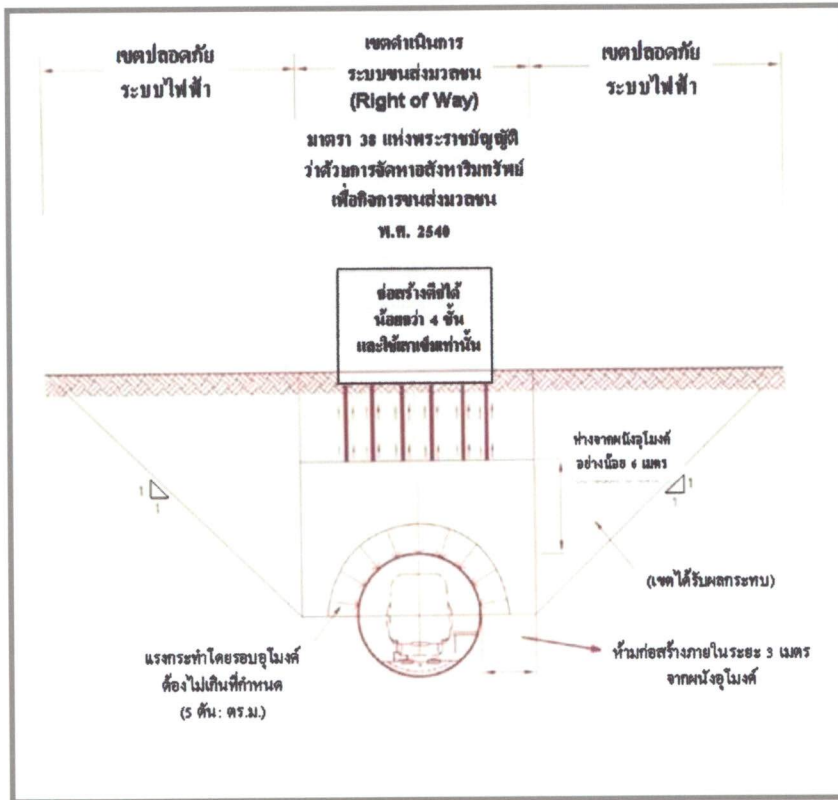 เขตปลอดภัย
ระบบไฟฟ้า
เขตดำเนินการ
ระบบขนส่งมวลชน
(Right of Way)
มาตรา 38 แห่งพระราชบัญญัติ
ว่าด้วยการจัดหาอสังหาริมทรัพย์
เพื่อกิจการขนส่งมวลชน
พ.ศ. 2540
เขตปลอดภัย
ระบบไฟฟ้า
ก่อสร้างตึกได้
น้อยกว่า 4 ชั้น
และใช้เสาเข็มเท่านั้น
ห่างจากผนังอุโมงค์
อย่างน้อย 6 เมตร
1
1
1
1
(เขตได้รับผลกระทบ)
แรงกระทำโดยรอบอุโมงค์
ต้องไม่เกินที่กำหนด
(5 ตัน: ตร.ม.)
ห้ามก่อสร้างภายในระยะ 3 เมตร
จากผนังอุโมงค์